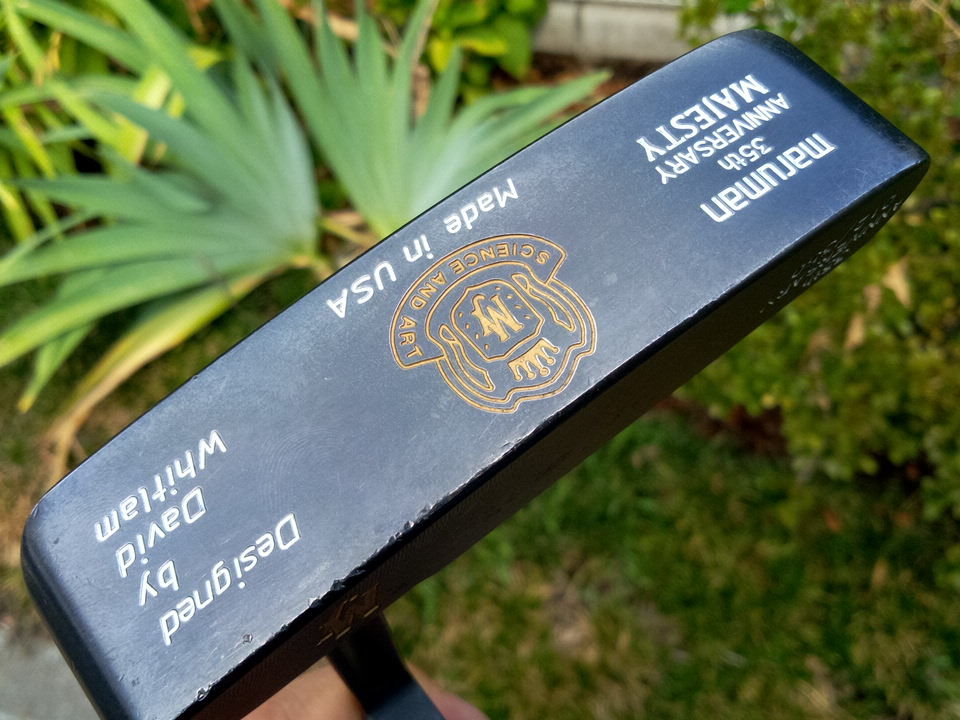 maruman
35th
ANNIVERSARY
MAJESTY
SCIENCE AND ART
M
Made in USA
Designed
by
David
Whitlam